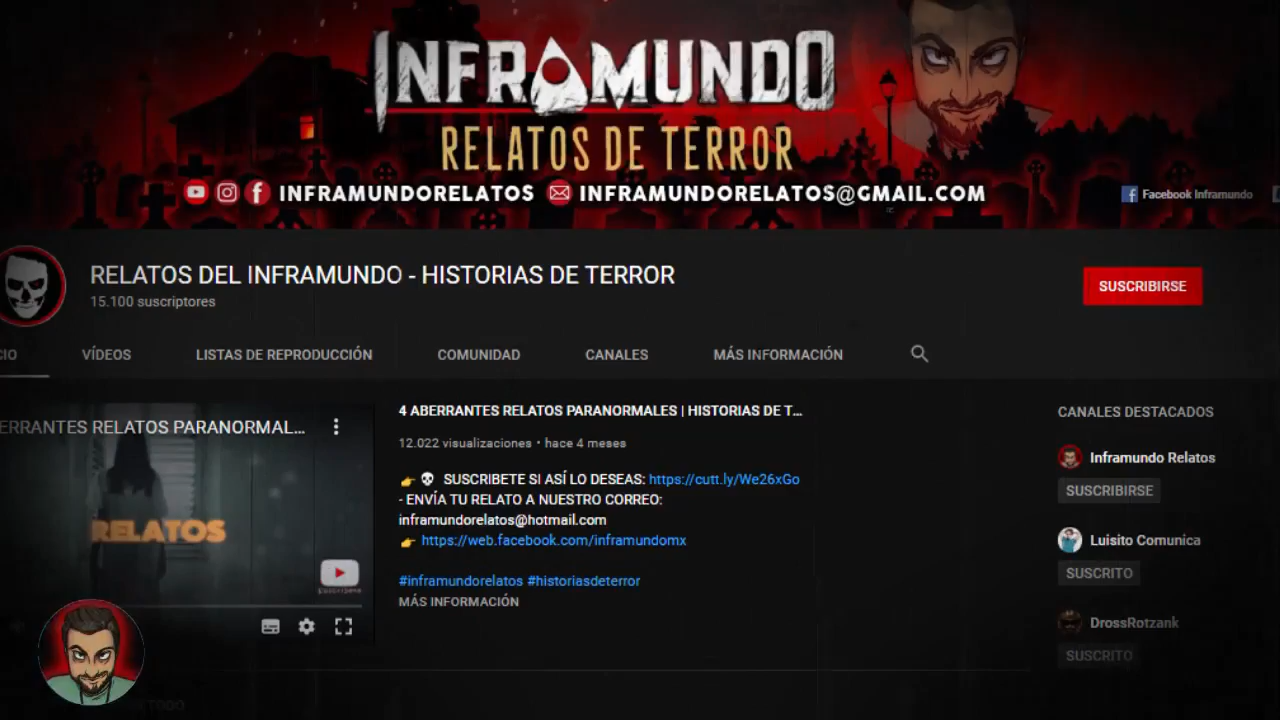 INFRAMUNDO
RELATOS DE TERROR
INFRAMUNDORELATOS INFRAMUNDORELATOS@GMAIL.COM
Facebook Inframundo
RELATOS DEL INFRAMUNDO - HISTORIAS DE TERROR
15.100 suscriptores
SUSCRIBIRSE
CIO VÍDEOS LISTAS DE REPRODUCCIÓN COMUNIDAD CANALES MÁS INFORMACIÓN
ERRANTES RELATOS PARANORMAL...
RELATOS
4 ABERRANTES RELATOS PARANORMALES | HISTORIAS DE T...
12.022 visualizaciones • hace 4 meses
👉 💀 SUSCRIBETE SI ASÍ LO DESEAS: https://cutt.ly/We26xGo
- ENVÍA TU RELATO A NUESTRO CORREO:
inframundorelatos@hotmail.com
👉 https://web.facebook.com/inframundomx
#inframundorelatos #historiasdeterror
MÁS INFORMACIÓN
CANALES DESTACADOS
Inframundo Relatos
SUSCRIBIRSE
Luisito Comunica
SUSCRITO
DrossRotzank
SUSCRITO
TODO